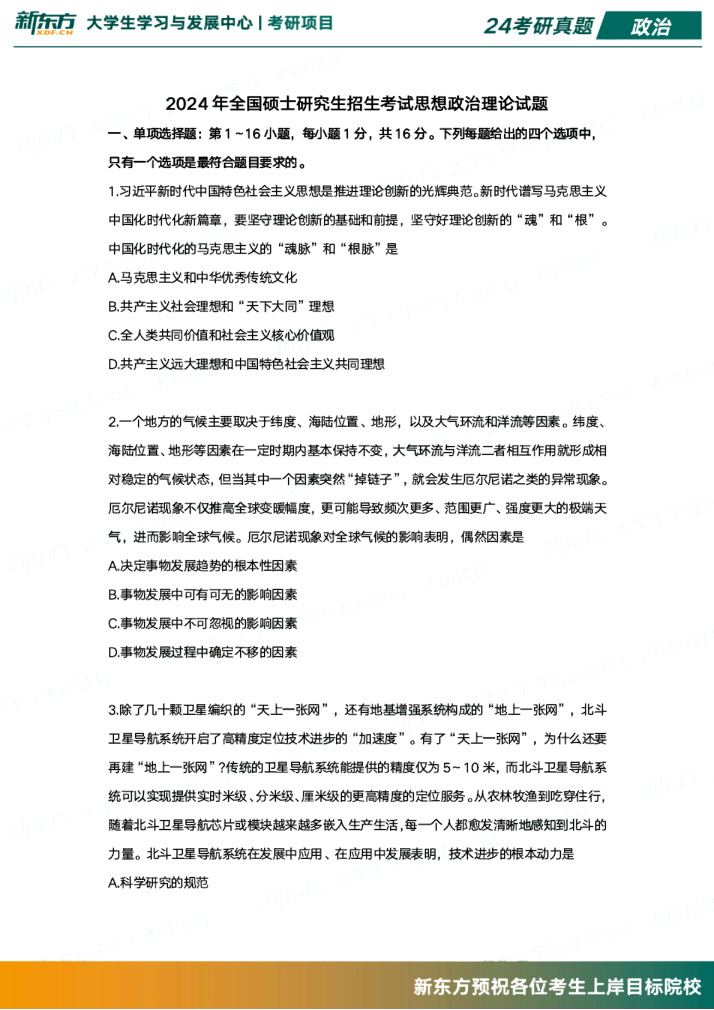 新东方 XDF.CN 大学生学习与发展中心 | 考研项目
24考研真题 政治
2024 年全国硕士研究生招生考试思想政治理论试题
一、单项选择题：第 1～16 小题，每小题 1 分，共 16 分。下列每题给出的四个选项中，
只有一个选项是最符合题目要求的。
1.习近平新时代中国特色社会主义思想是推进理论创新的光辉典范。新时代谱写马克思主义
中国化时代化新篇章，要坚守理论创新的基础和前提，坚守好理论创新的“魂”和“根”。
中国化时代化的马克思主义的“魂脉”和“根脉”是
A.马克思主义和中华优秀传统文化
B.共产主义社会理想和“天下大同”理想
C.全人类共同价值和社会主义核心价值观
D.共产主义远大理想和中国特色社会主义共同理想
2.一个地方的气候主要取决于纬度、海陆位置、地形，以及大气环流和洋流等因素。纬度、
海陆位置、地形等因素在一定时期内基本保持不变，大气环流与洋流二者相互作用就形成相
对稳定的气候状态，但当其中一个因素突然“掉链子”，就会发生厄尔尼诺之类的异常现象。
厄尔尼诺现象不仅推高全球变暖幅度，更可能导致频次更多、范围更广、强度更大的极端天
气，进而影响全球气候。厄尔尼诺现象对全球气候的影响表明，偶然因素是
A.决定事物发展趋势的根本性因素
B.事物发展中可有可无的影响因素
C.事物发展中不可忽视的影响因素
D.事物发展过程中确定不移的因素
3.除了几十颗卫星编织的“天上一张网”，还有地基增强系统构成的“地上一张网”，北斗
卫星导航系统开启了高精度定位技术进步的“加速度”。有了“天上一张网”，为什么还要
再建“地上一张网”?传统的卫星导航系统能提供的精度仅为 5～10 米，而北斗卫星导航系
统可以实现提供实时米级、分米级、厘米级的更高精度的定位服务。从农林牧渔到吃穿住行，
随着北斗卫星导航芯片或模块越来越多嵌入生产生活，每一个人都愈发清晰地感知到北斗的
力量。北斗卫星导航系统在发展中应用、在应用中发展表明，技术进步的根本动力是
A.科学研究的规范
新东方预祝各位考生上岸目标院校